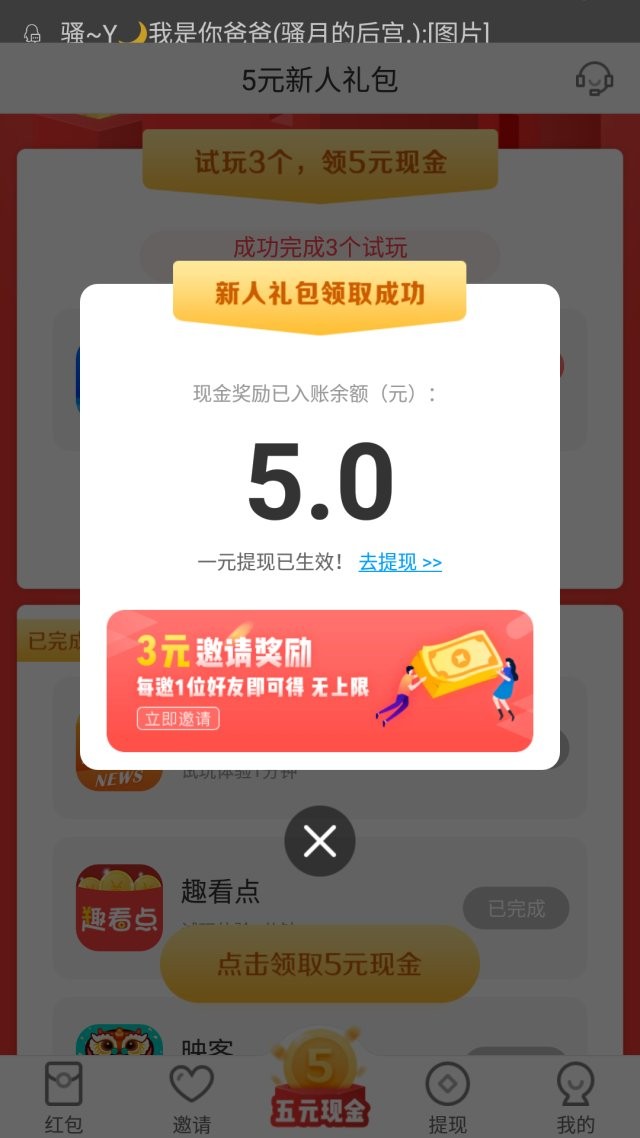 骚~Y🌙我是你爸爸(骚月的后宫.):[图片]
5元新人礼包
试玩3个，领5元现金
成功完成3个试玩
新人礼包领取成功
现金奖励已入账余额（元）：
5.0
一元提现已生效！ 去提现 >>
3元邀请奖励
每邀1位好友即可得 无上限
立即邀请
已完成
NEWS
试玩体验1分钟
趣看点
趣看点
已完成
点击领取5元现金
映客
5
五元现金
红包
邀请
提现
我的